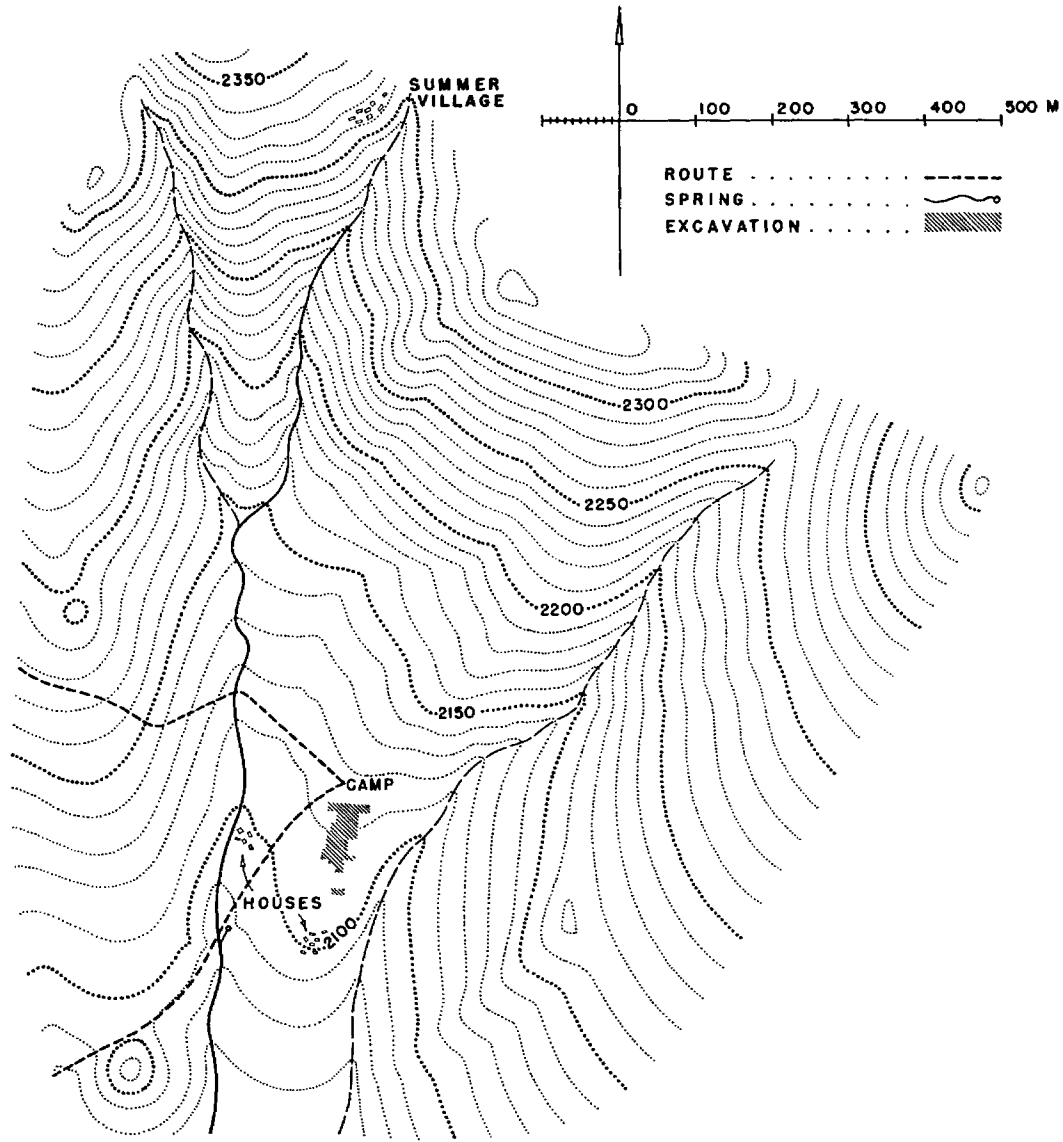 2350
SUMMER
VILLAGE
0 100 200 300 400 500 M
ROUTE . . . . . . . . .
SPRING . . . . . . . . .
EXCAVATION . . . . . .
2300
2250
2200
2150
CAMP
HOUSES
2100